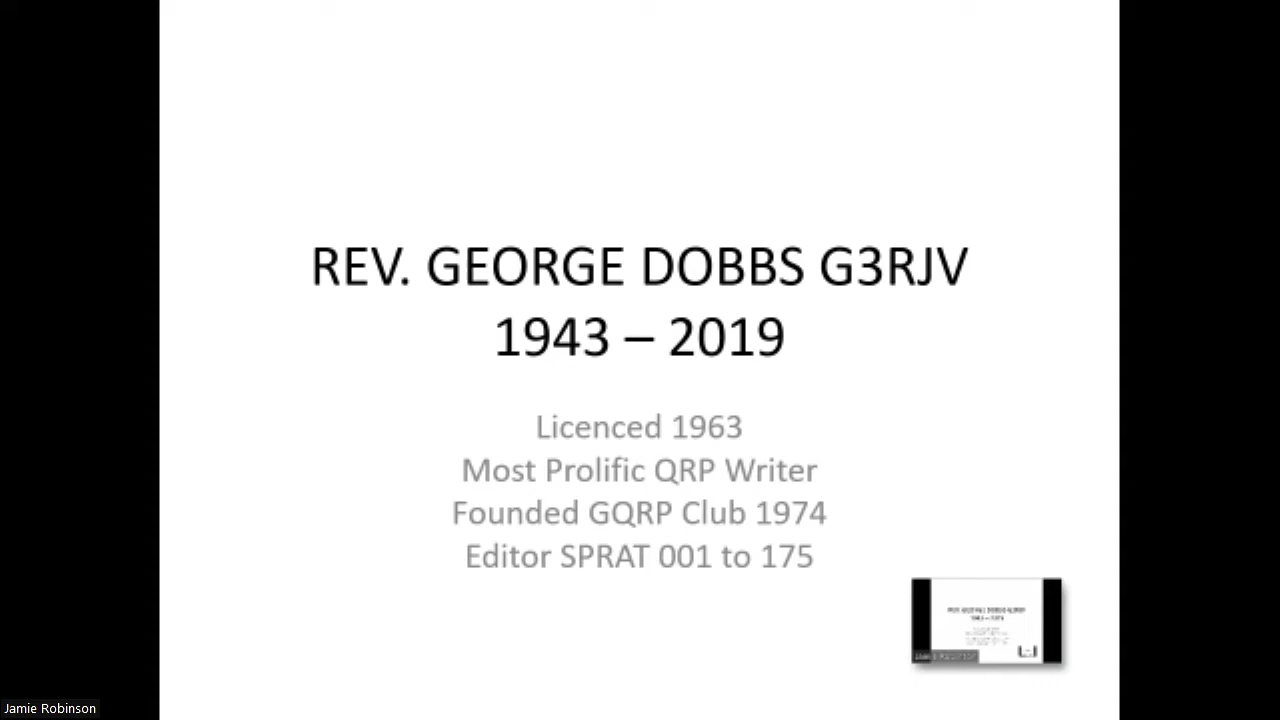 REV. GEORGE DOBBS G3RJV
1943 – 2019
Licenced 1963
Most Prolific QRP Writer
Founded GQRP Club 1974
Editor SPRAT 001 to 175
Jamie Robinson